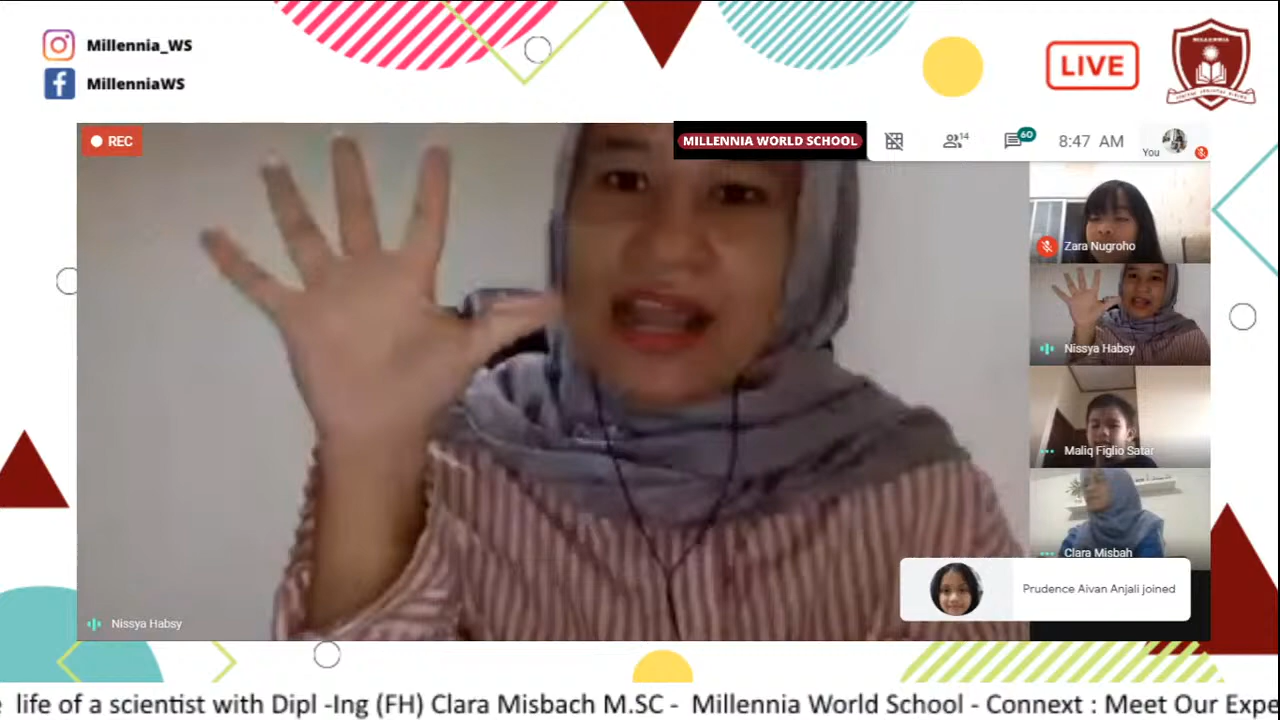 Millennia_WS
MillenniaWS
LIVE
MILLENNIA
REC
MILLENNIA WORLD SCHOOL
14
60
8:47 AM
You
Zara Nugroho
Nissya Habsy
Maliq Figlio Satar
Clara Misbah
Prudence Aivan Anjali joined
Nissya Habsy
life of a scientist with Dipl -Ing (FH) Clara Misbach M.SC - Millennia World School - Connext : Meet Our Expe